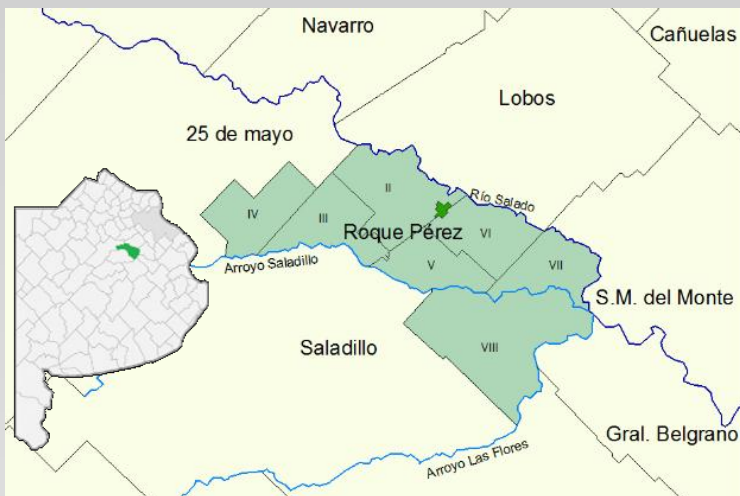 Navarro
Cañuelas
Lobos
25 de mayo
II
Río Salado
IV
III
Roque Pérez
VI
Arroyo Saladillo
V
VII
S.M. del Monte
Saladillo
VIII
Gral. Belgrano
Arroyo Las Flores